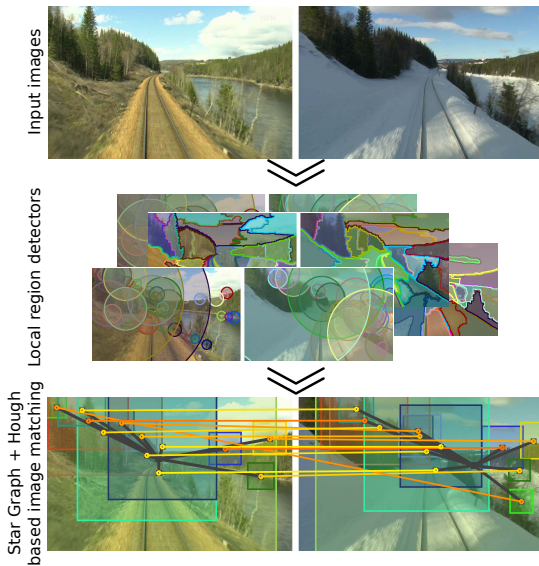 Input images
Local region detectors
Star Graph + Hough
based image matching